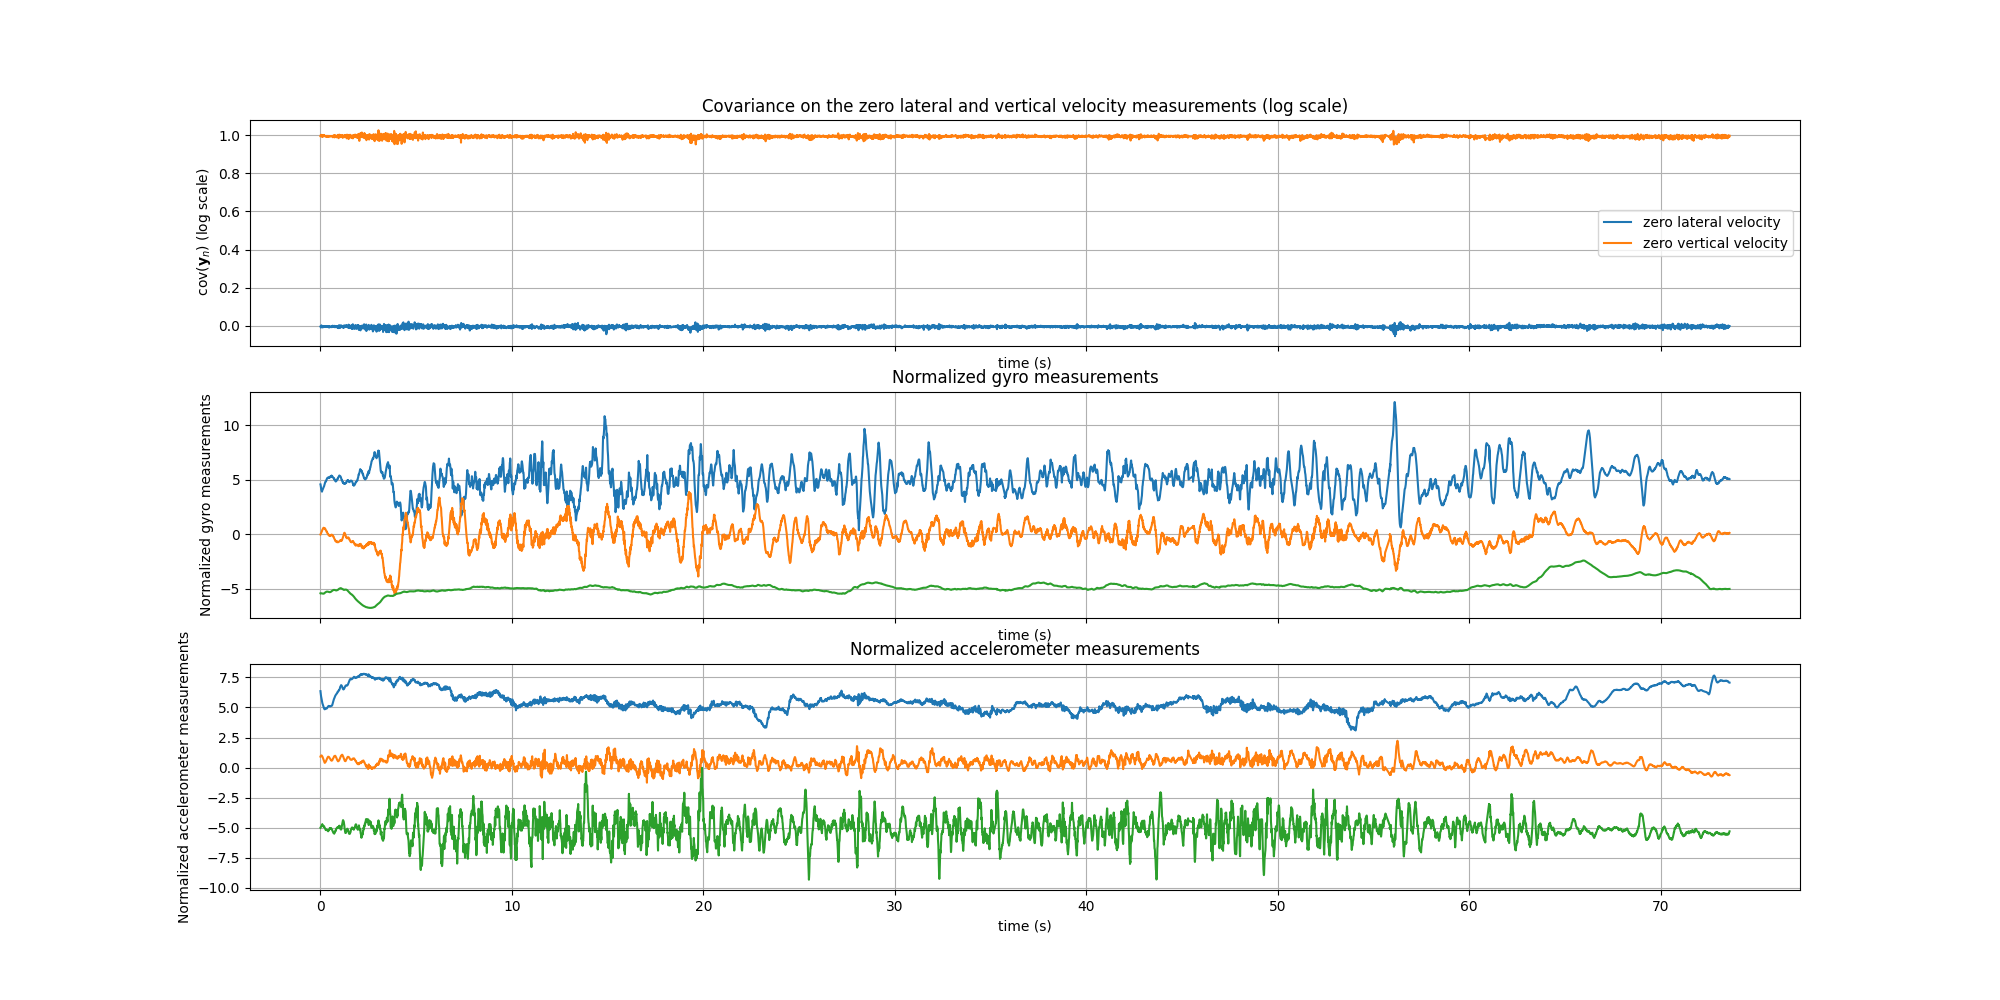 Covariance on the zero lateral and vertical velocity measurements (log scale)
cov(𝐲ₙ) (log scale)
1.0
0.8
0.6
0.4
0.2
0.0
zero lateral velocity
zero vertical velocity
time (s)
Normalized gyro measurements
Normalized gyro measurements
10
5
0
−5
time (s)
Normalized accelerometer measurements
Normalized accelerometer measurements
7.5
5.0
2.5
0.0
−2.5
−5.0
−7.5
−10.0
0 10 20 30 40 50 60 70
time (s)